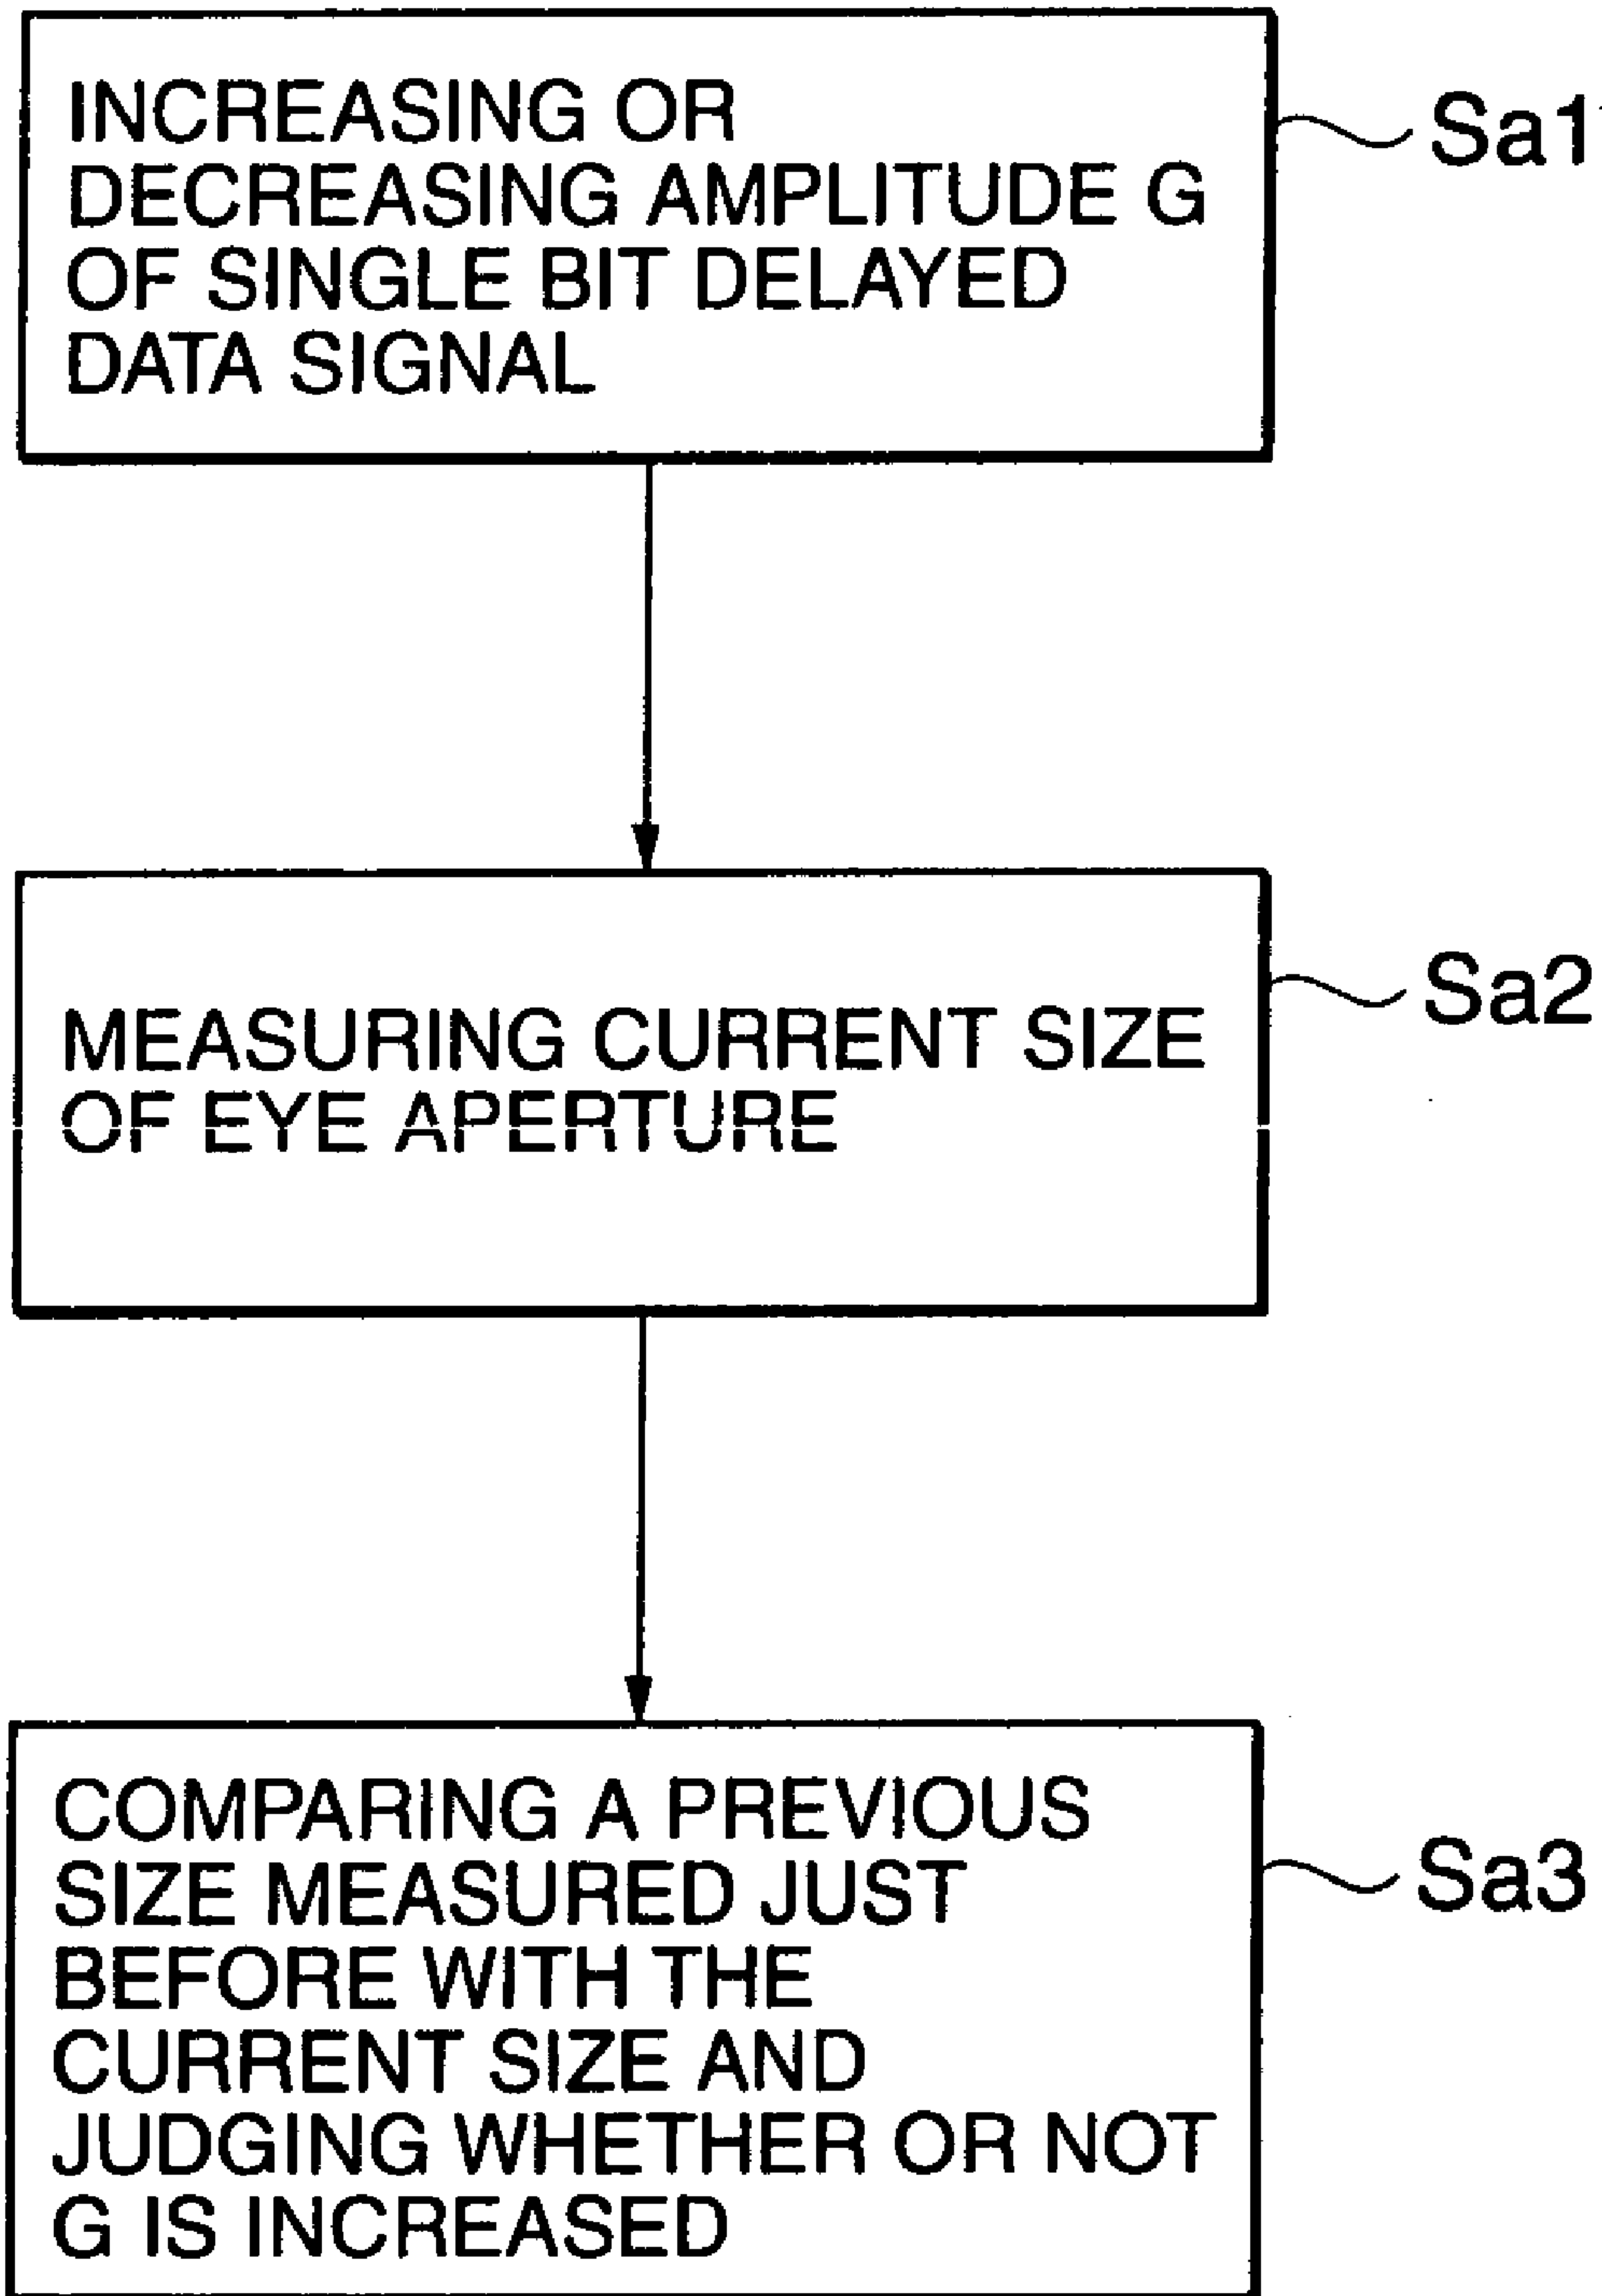 INCREASING OR
DECREASING AMPLITUDE G
OF SINGLE BIT DELAYED
DATA SIGNAL
Sa1
MEASURING CURRENT SIZE
OF EYE APERTURE
Sa2
COMPARING A PREVIOUS
SIZE MEASURED JUST
BEFORE WITH THE
CURRENT SIZE AND
JUDGING WHETHER OR NOT
G IS INCREASED
Sa3